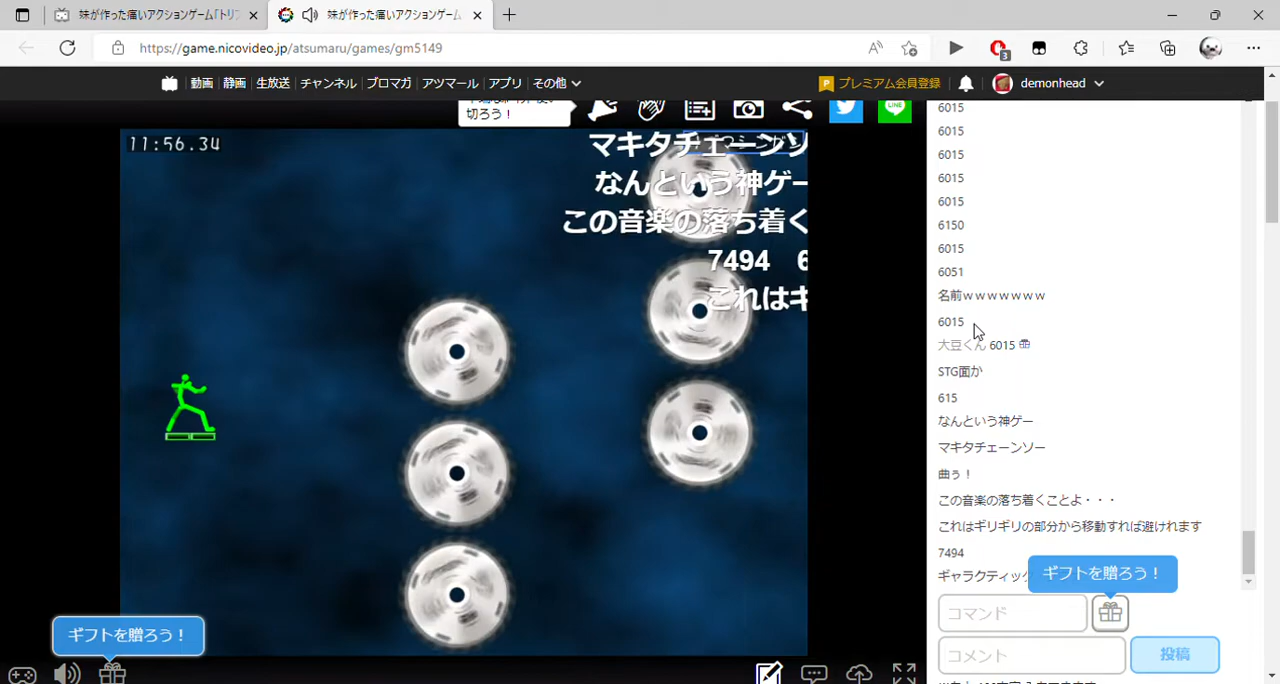 妹が作った痛いアクションゲーム「トリプ
妹が作った痛いアクションゲーム
https://game.nicovideo.jp/atsumaru/games/gm5149
3
動画 静画 生放送 チャンネル ブロマガ アツマール アプリ その他
プレミアム会員登録
demonhead
切ろう！
LINE
11:56.34
マキタチェーンソ
なんという神ゲー
この音楽の落ち着く
7494 6
これはギ
6015
6015
6015
6015
6015
6150
6015
6051
名前ｗｗｗｗｗｗｗ
6015
大豆くん 6015
STG面か
615
なんという神ゲー
マキタチェーンソー
曲ぅ！
この音楽の落ち着くことよ・・・
これはギリギリの部分から移動すれば避けれます
7494
ギャラクティック
ギフトを贈ろう！
コマンド
コメント
投稿
ギフトを贈ろう！